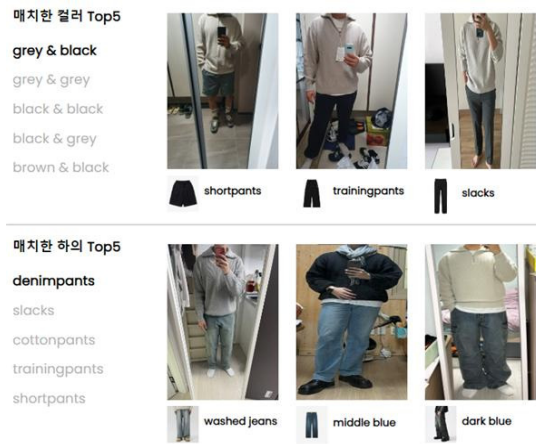 매치한 컬러 Top5
grey & black
grey & grey
black & black
black & grey
brown & black
shortpants
trainingpants
slacks
매치한 하의 Top5
denimpants
slacks
cottonpants
trainingpants
shortpants
washed jeans
middle blue
dark blue